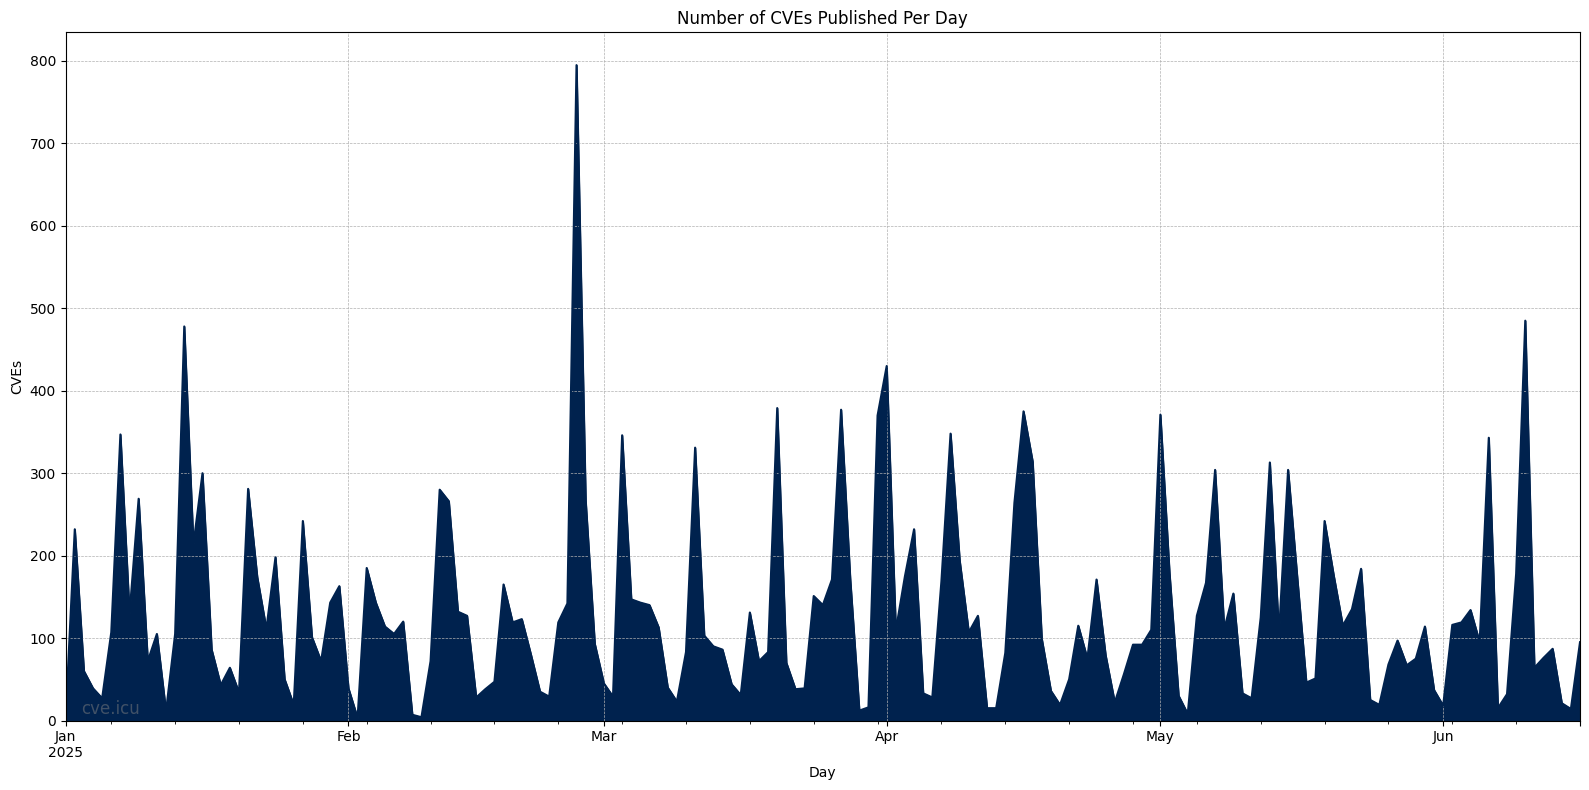 Number of CVEs Published Per Day
800
700
600
500
400
300
200
100
0
CVEs
cve.icu
Jan
2025
Feb
Mar
Apr
May
Jun
Day